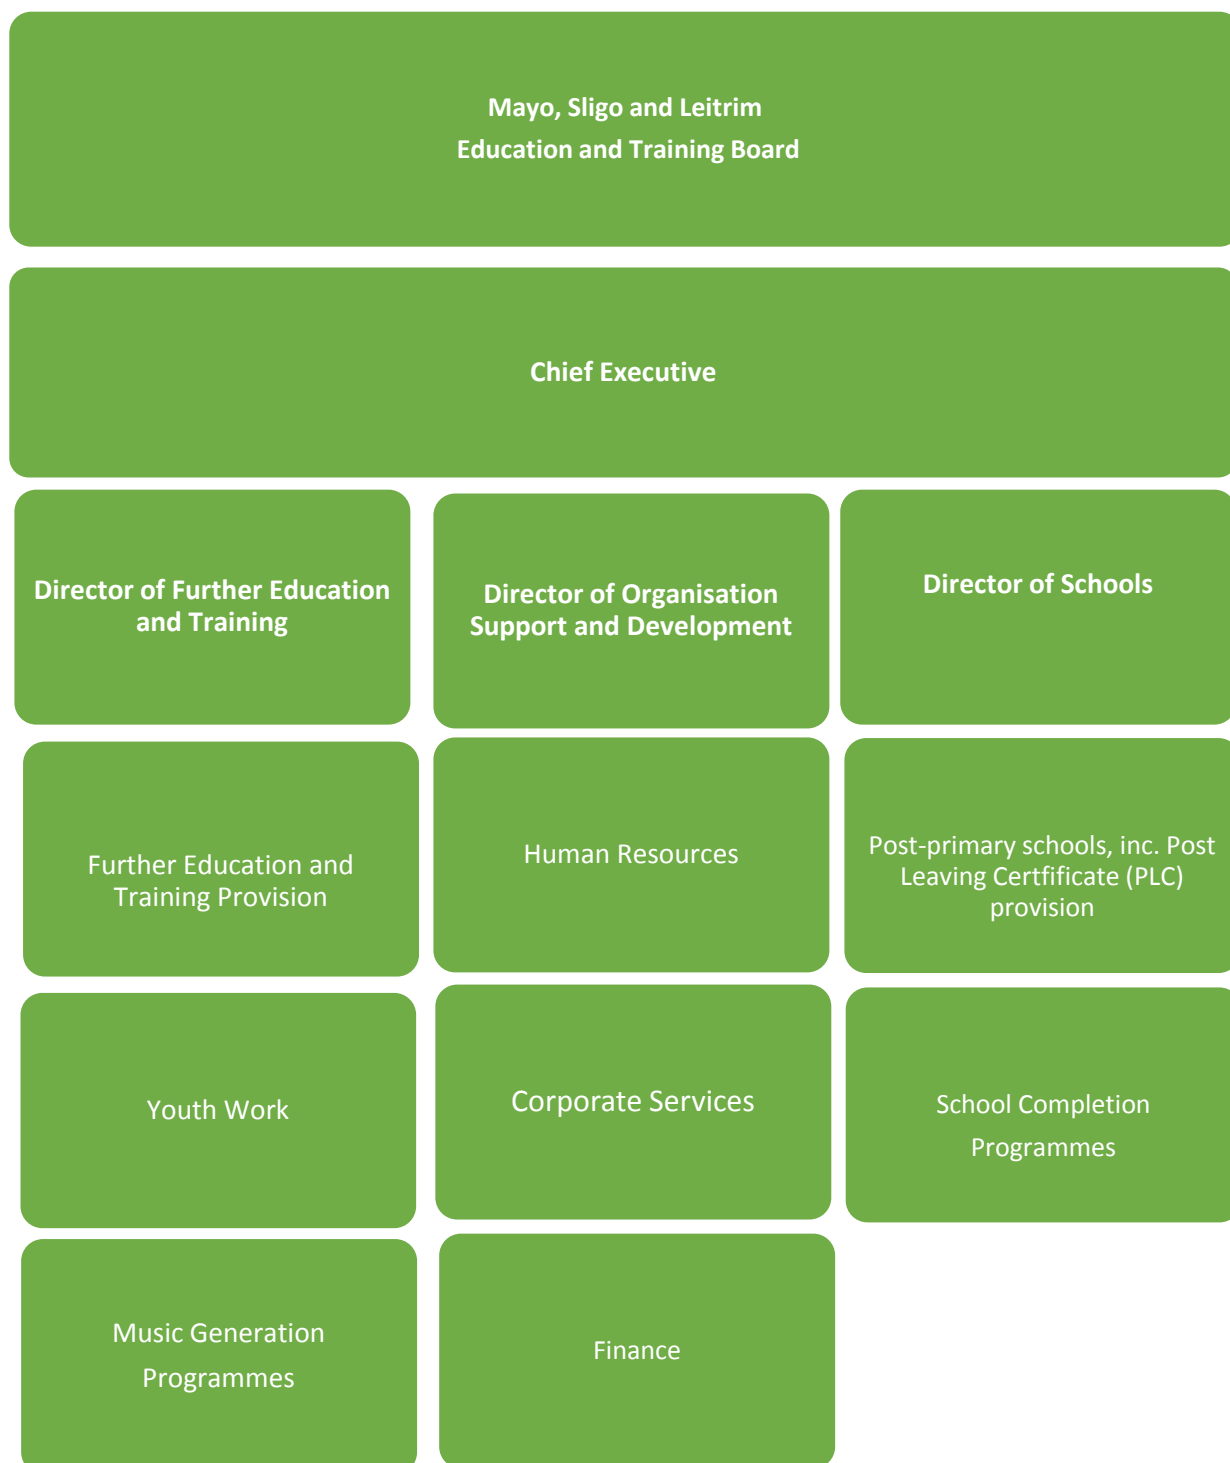 Mayo, Sligo and Leitrim
Education and Training Board
Chief Executive
Director of Further Education
and Training
Director of Organisation
Support and Development
Director of Schools
Further Education and
Training Provision
Human Resources
Post-primary schools, inc. Post
Leaving Certfificate (PLC)
provision
Youth Work
Corporate Services
School Completion
Programmes
Music Generation
Programmes
Finance